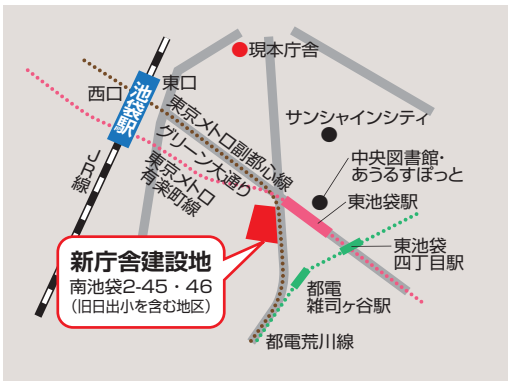 現本庁舎
東口
西口
池袋駅
サンシャインシティ
東京メトロ副都心線
グリーン大通り
東京メトロ
有楽町線
JR線
中央図書館・
あうるすぽっと
東池袋駅
東池袋
四丁目駅
新庁舎建設地
南池袋2-45・46
(旧日出小を含む地区)
都電
雑司ヶ谷駅
都電荒川線